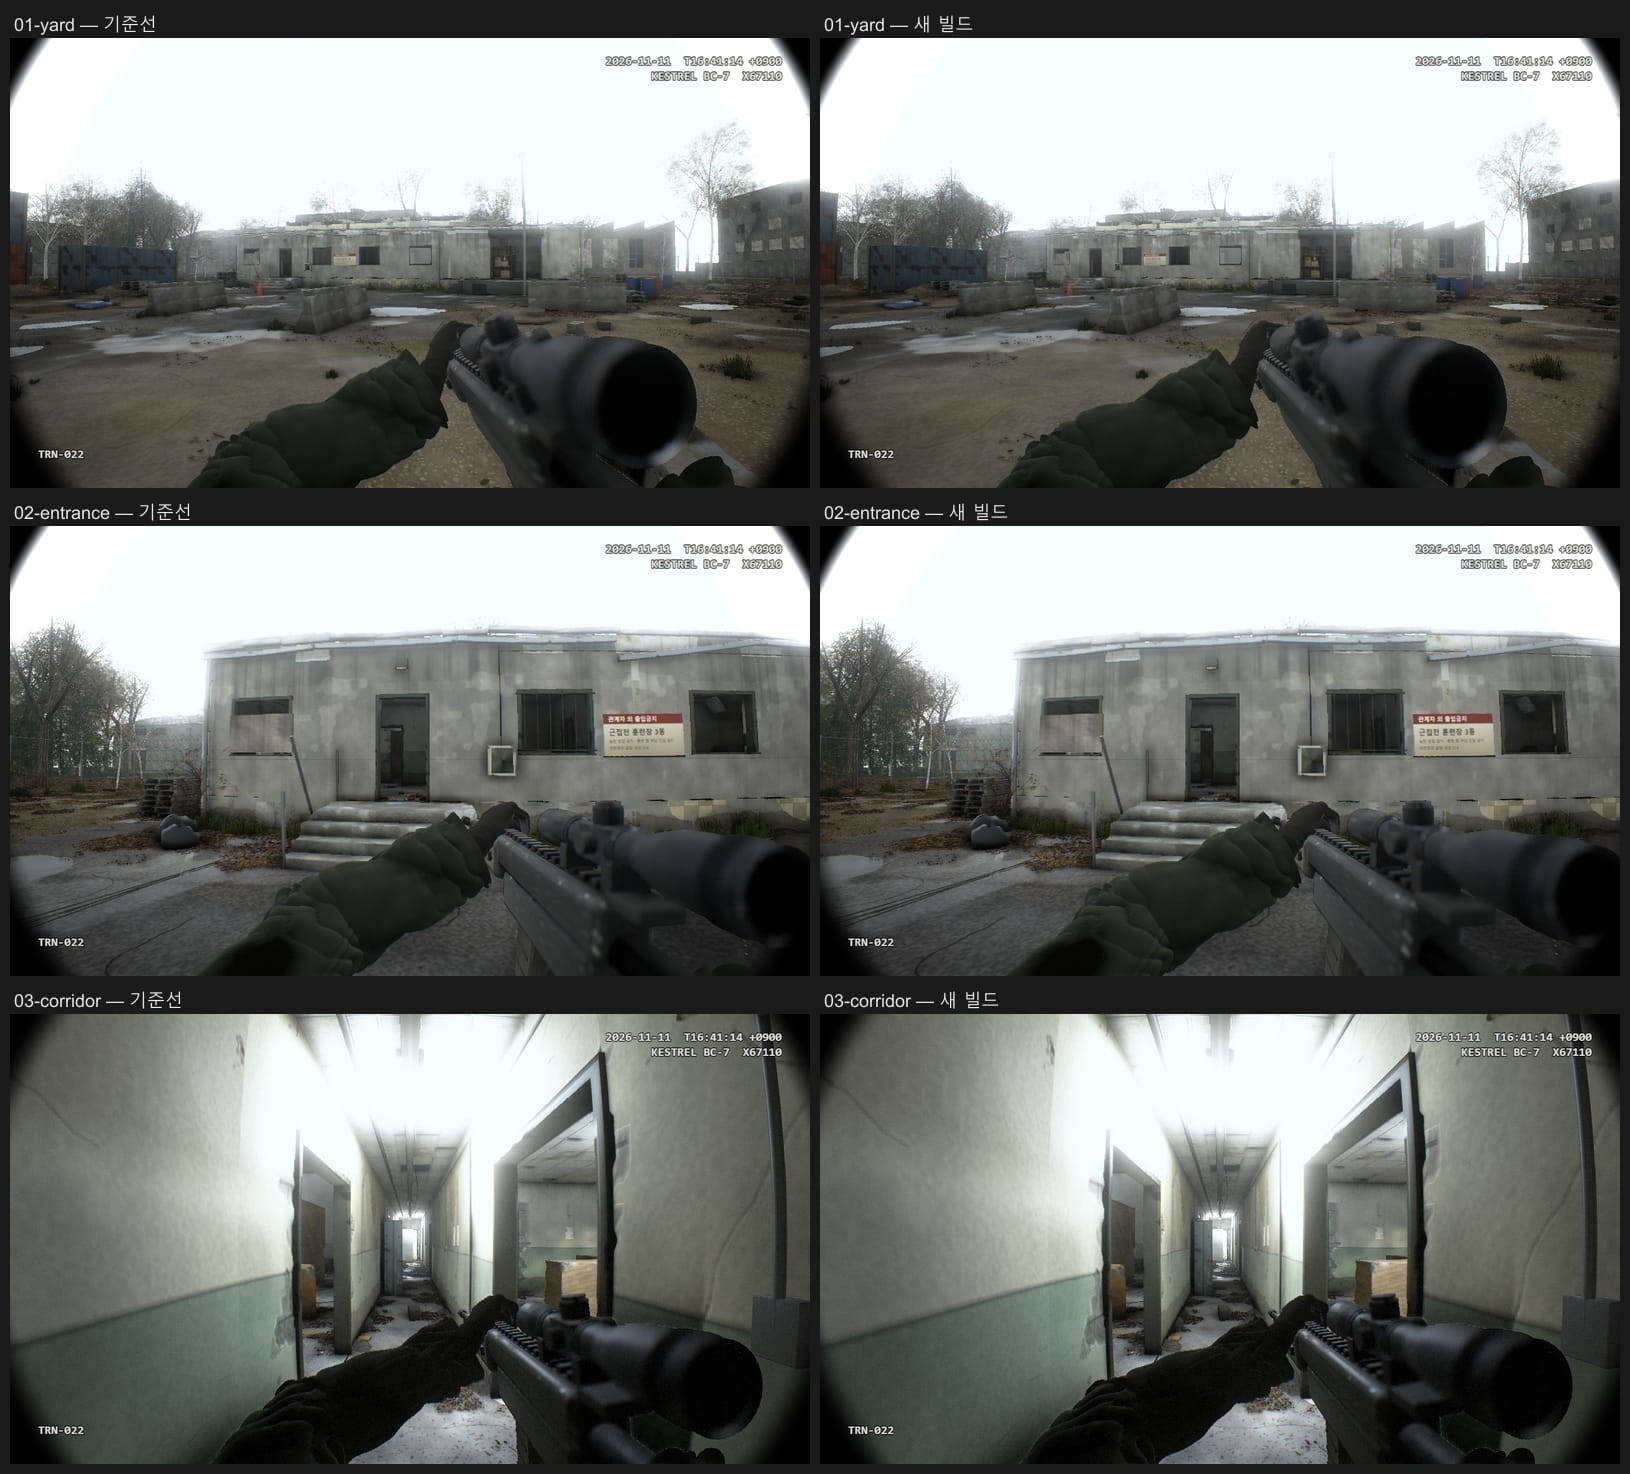 01-yard — 기준선
2026-11-11 T16:41:14 +0900
KESTREL BC-7 X67110
TRN-022
01-yard — 새 빌드
2026-11-11 T16:41:14 +0900
KESTREL BC-7 X67110
TRN-022
02-entrance — 기준선
2026-11-11 T16:41:14 +0900
KESTREL BC-7 X67110
관계자 외 출입금지
근접전 훈련장 3동
TRN-022
02-entrance — 새 빌드
2026-11-11 T16:41:14 +0900
KESTREL BC-7 X67110
관계자 외 출입금지
근접전 훈련장 3동
TRN-022
03-corridor — 기준선
2026-11-11 T16:41:14 +0900
KESTREL BC-7 X67110
TRN-022
03-corridor — 새 빌드
2026-11-11 T16:41:14 +0900
KESTREL BC-7 X67110
TRN-022